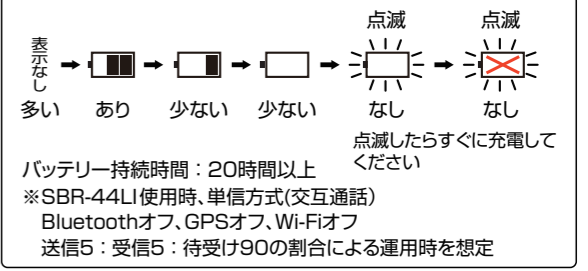 点滅 点滅
表示なし
多い あり 少ない 少ない なし なし
点滅したらすぐに充電して
ください
バッテリー持続時間：20時間以上
※SBR-44LI使用時、単信方式(交互通話）
Bluetoothオフ、GPSオフ、Wi-Fiオフ
送信5：受信5：待受け90の割合による運用時を想定